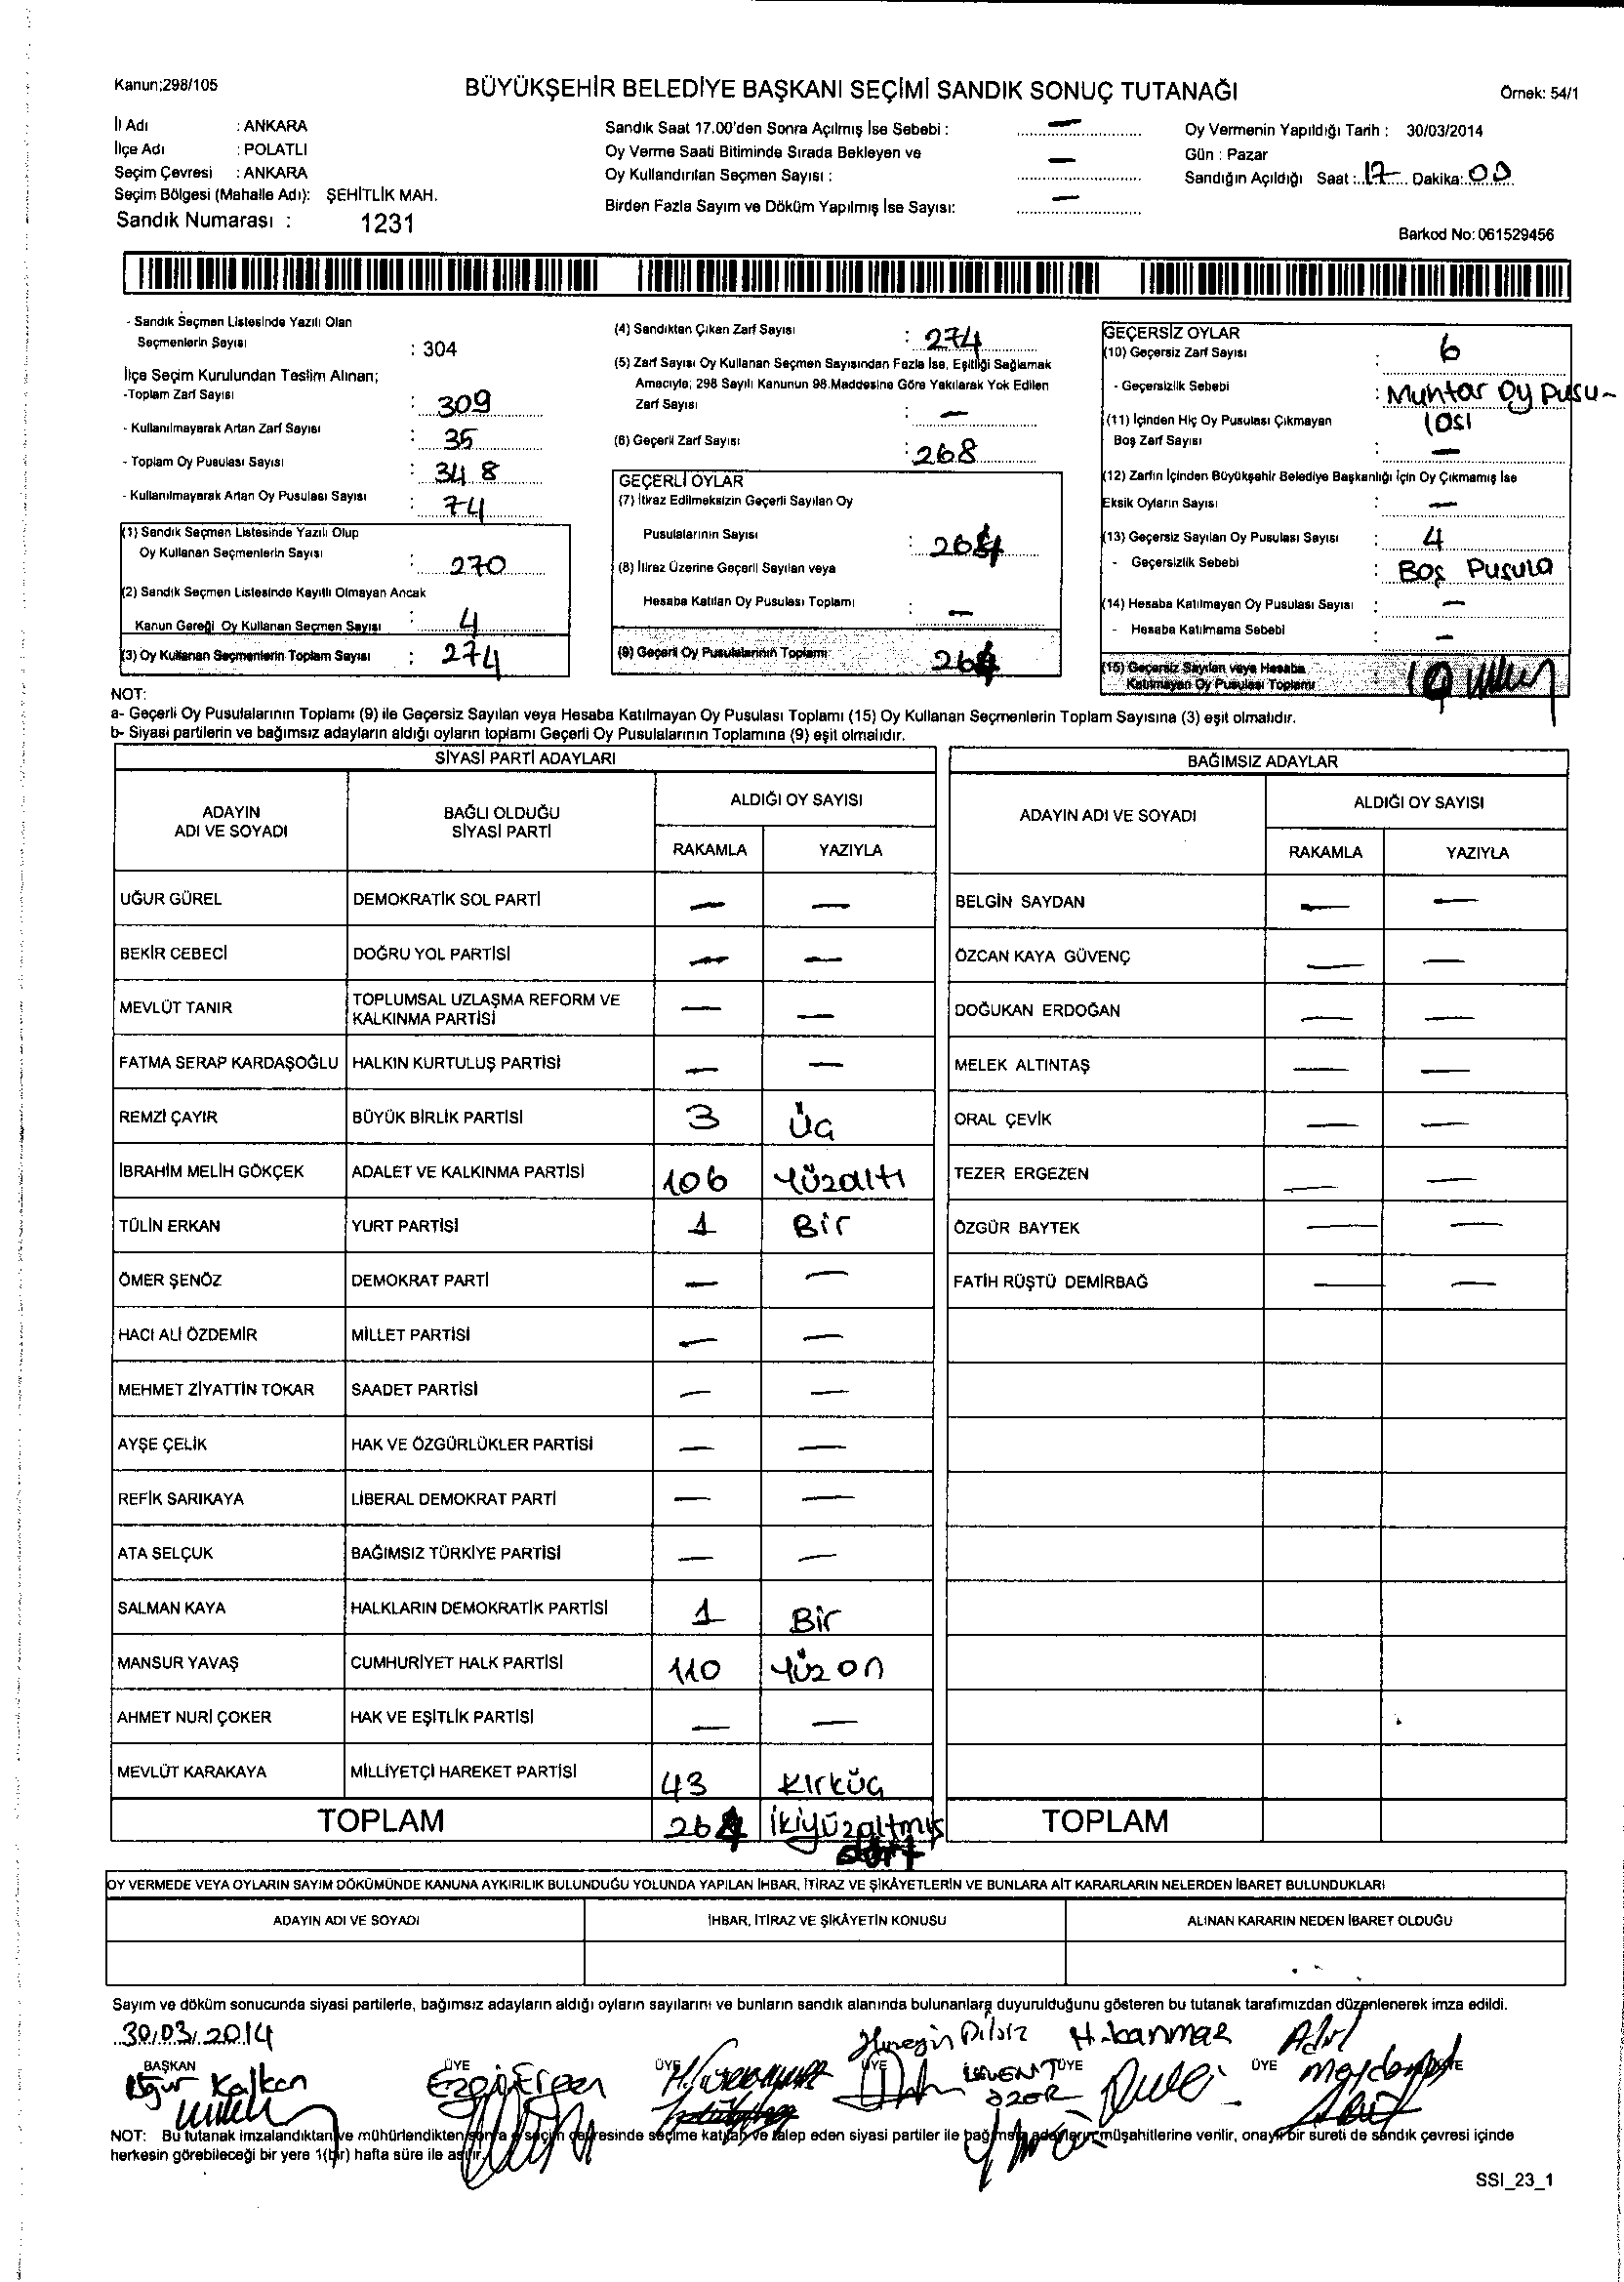 Kanun;298/105
BÜYÜKŞEHİR BELEDİYE BAŞKANI SEÇİMİ SANDIK SONUÇ TUTANAĞI
Örnek: 54/1
İl Adı : ANKARA
İlçe Adı : POLATLI
Seçim Çevresi : ANKARA
Seçim Bölgesi (Mahalle Adı): ŞEHİTLİK MAH.
Sandık Numarası : 1231
Sandık Saat 17.00'den Sonra Açılmış İse Sebebi : —
Oy Verme Saati Bitiminde Sırada Bekleyen ve
Oy Kullandırılan Seçmen Sayısı : —
Birden Fazla Sayım ve Döküm Yapılmış İse Sayısı: —
Oy Vermenin Yapıldığı Tarih : 30/03/2014
Gün : Pazar
Sandığın Açıldığı Saat :17 Dakika:00
Barkod No: 061529456
- Sandık Seçmen Listesinde Yazılı Olan
Seçmenlerin Sayısı : 304
İlçe Seçim Kurulundan Teslim Alınan;
-Toplam Zarf Sayısı : 309
- Kullanılmayarak Artan Zarf Sayısı : 35
- Toplam Oy Pusulası Sayısı : 348
- Kullanılmayarak Artan Oy Pusulası Sayısı : 74
(1) Sandık Seçmen Listesinde Yazılı Olup
Oy Kullanan Seçmenlerin Sayısı : 270
(2) Sandık Seçmen Listesinde Kayıtlı Olmayan Ancak
Kanun Gereği Oy Kullanan Seçmen Sayısı : 4
(3) Oy Kullanan Seçmenlerin Toplam Sayısı : 274
(4) Sandıktan Çıkan Zarf Sayısı : 274
(5) Zarf Sayısı Oy Kullanan Seçmen Sayısından Fazla İse, Eşitliği Sağlamak
Amacıyla; 298 Sayılı Kanunun 98.Maddesine Göre Yakılarak Yok Edilen
Zarf Sayısı : —
(6) Geçerli Zarf Sayısı : 268
GEÇERLİ OYLAR
(7) İtiraz Edilmeksizin Geçerli Sayılan Oy
Pusulalarının Sayısı : 264
(8) İtiraz Üzerine Geçerli Sayılan veya
Hesaba Katılan Oy Pusulası Toplamı : —
(9) Geçerli Oy Pusulalarının Toplamı 264
GEÇERSİZ OYLAR
(10) Geçersiz Zarf Sayısı : 6
- Geçersizlik Sebebi : Muhtar Oy Pusu-
lası
(11) İçinden Hiç Oy Pusulası Çıkmayan
Boş Zarf Sayısı : —
(12) Zarfın İçinden Büyükşehir Belediye Başkanlığı İçin Oy Çıkmamış İse
Eksik Oyların Sayısı : —
(13) Geçersiz Sayılan Oy Pusulası Sayısı : 4
- Geçersizlik Sebebi : Boş Pusula
(14) Hesaba Katılmayan Oy Pusulası Sayısı : —
- Hesaba Katılmama Sebebi : —
(15) Geçersiz Sayılan veya Hesaba
Katılmayan Oy Pusulası Toplamı : 10
NOT:
a- Geçerli Oy Pusulalarının Toplamı (9) ile Geçersiz Sayılan veya Hesaba Katılmayan Oy Pusulası Toplamı (15) Oy Kullanan Seçmenlerin Toplam Sayısına (3) eşit olmalıdır.
b- Siyasi partilerin ve bağımsız adayların aldığı oyların toplamı Geçerli Oy Pusulalarının Toplamına (9) eşit olmalıdır.
SİYASİ PARTİ ADAYLARI
ADAYIN ADI VE SOYADI BAĞLI OLDUĞU SİYASİ PARTİ ALDIĞI OY SAYISI
RAKAMLA YAZIYLA
UĞUR GÜREL DEMOKRATİK SOL PARTİ — —
BEKİR CEBECİ DOĞRU YOL PARTİSİ — —
MEVLÜT TANIR TOPLUMSAL UZLAŞMA REFORM VE KALKINMA PARTİSİ — —
FATMA SERAP KARDAŞOĞLU HALKIN KURTULUŞ PARTİSİ — —
REMZİ ÇAYIR BÜYÜK BİRLİK PARTİSİ 3 Üç
İBRAHİM MELİH GÖKÇEK ADALET VE KALKINMA PARTİSİ 106 Yüzaltı
TÜLİN ERKAN YURT PARTİSİ 1 Bir
ÖMER ŞENÖZ DEMOKRAT PARTİ — —
HACI ALİ ÖZDEMİR MİLLET PARTİSİ — —
MEHMET ZİYATTİN TOKAR SAADET PARTİSİ — —
AYŞE ÇELİK HAK VE ÖZGÜRLÜKLER PARTİSİ — —
REFİK SARIKAYA LİBERAL DEMOKRAT PARTİ — —
ATA SELÇUK BAĞIMSIZ TÜRKİYE PARTİSİ — —
SALMAN KAYA HALKLARIN DEMOKRATİK PARTİSİ 1 Bir
MANSUR YAVAŞ CUMHURİYET HALK PARTİSİ 110 Yüz on
AHMET NURİ ÇOKER HAK VE EŞİTLİK PARTİSİ — —
MEVLÜT KARAKAYA MİLLİYETÇİ HAREKET PARTİSİ 43 Kırküç
TOPLAM 264 İkiyüzaltmış
dört
BAĞIMSIZ ADAYLAR
ADAYIN ADI VE SOYADI ALDIĞI OY SAYISI
RAKAMLA YAZIYLA
BELGİN SAYDAN — —
ÖZCAN KAYA GÜVENÇ — —
DOĞUKAN ERDOĞAN — —
MELEK ALTINTAŞ — —
ORAL ÇEVİK — —
TEZER ERGEZEN — —
ÖZGÜR BAYTEK — —
FATİH RÜŞTÜ DEMİRBAĞ — —
TOPLAM
OY VERMEDE VEYA OYLARIN SAYIM DÖKÜMÜNDE KANUNA AYKIRILIK BULUNDUĞU YOLUNDA YAPILAN İHBAR, İTİRAZ VE ŞİKÂYETLERİN VE BUNLARA AİT KARARLARIN NELERDEN İBARET BULUNDUKLARI
ADAYIN ADI VE SOYADI İHBAR, İTİRAZ VE ŞİKÂYETİN KONUSU ALINAN KARARIN NEDEN İBARET OLDUĞU
Sayım ve döküm sonucunda siyasi partilerle, bağımsız adayların aldığı oyların sayılarını ve bunların sandık alanında bulunanlara duyurulduğunu gösteren bu tutanak tarafımızdan düzenlenerek imza edildi.
30/03/2014
BAŞKAN ÜYE ÜYE ÜYE ÜYE ÜYE ÜYE
Uğur Kalkan
LEVENT
ÖZER
NOT: Bu tutanak imzalandıktan ve mühürlendikten sonra o seçim çevresinde seçime katılan ve talep eden siyasi partiler ile bağımsız adayların müşahitlerine verilir, onaylı bir sureti de sandık çevresi içinde
herkesin görebileceği bir yere 1(bir) hafta süre ile asılır.
SSI_23_1